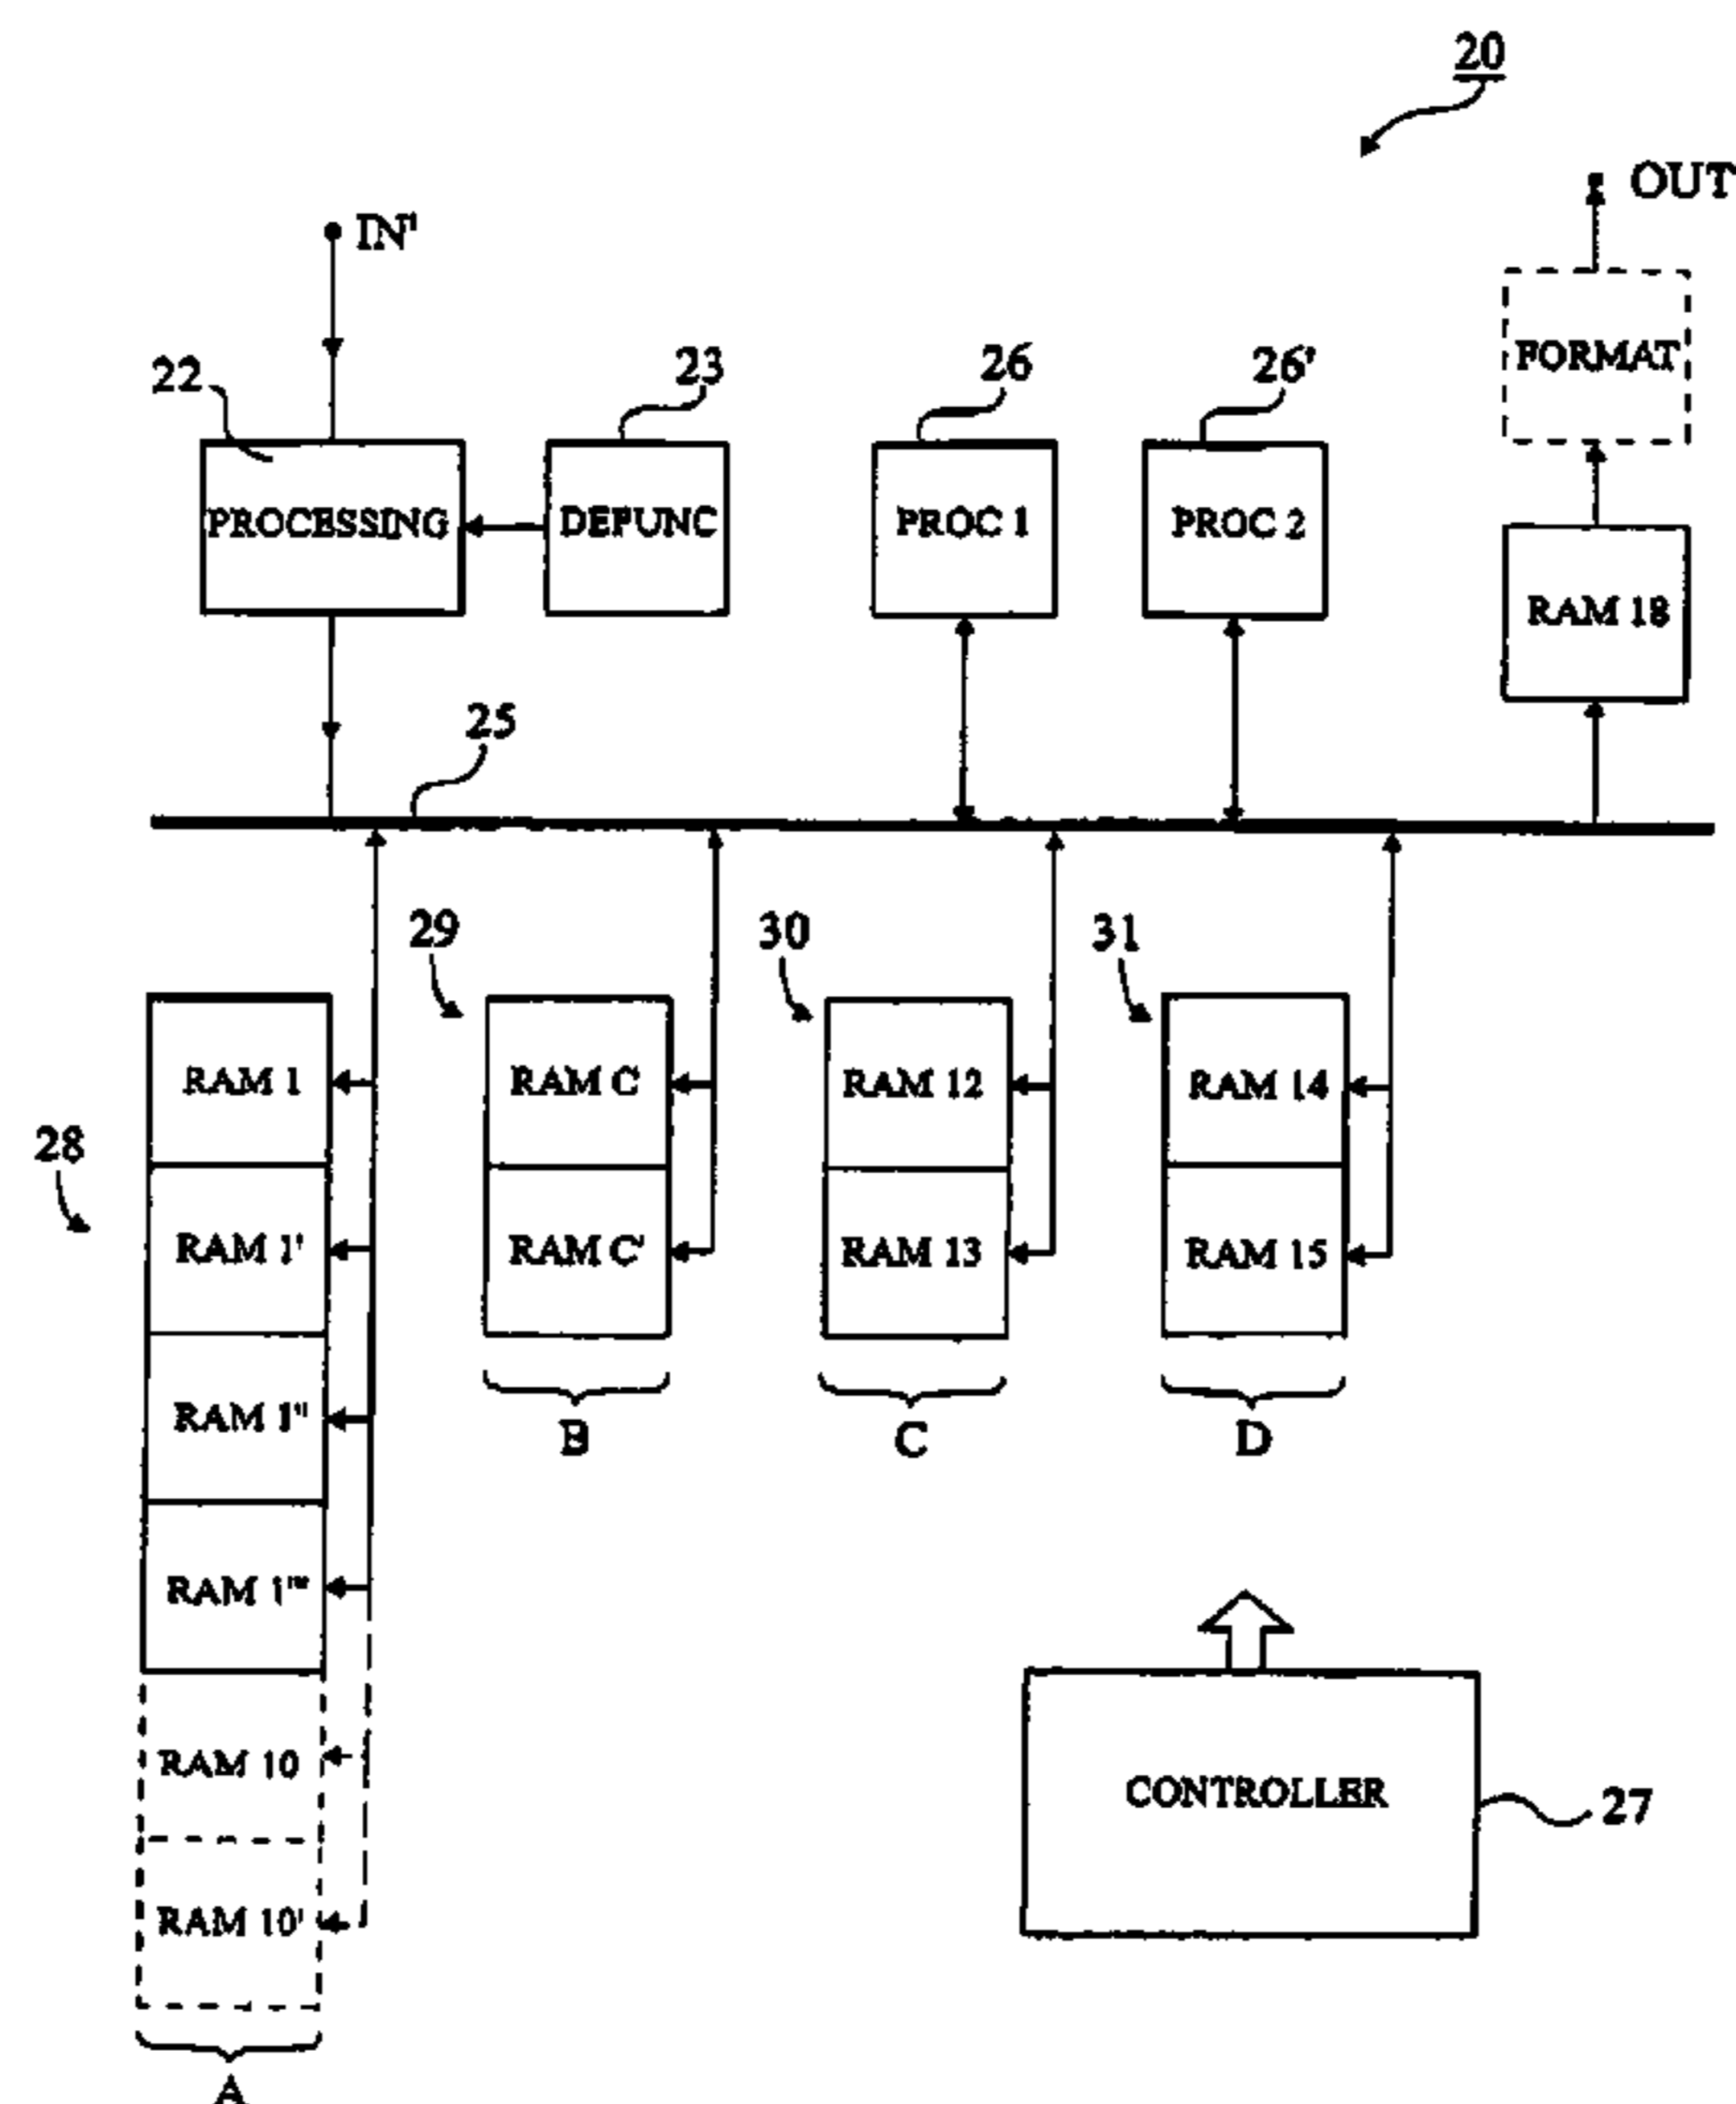 20
OUT
IN'
FORMAT
22
23
26
26'
PROCESSING
DEFUNC
PROC 1
PROC 2
RAM 18
25
29
30
31
28
RAM 1
RAM C
RAM 12
RAM 14
RAM 1'
RAM C'
RAM 13
RAM 15
RAM 1"
B
C
D
RAM 1'"
RAM 10
CONTROLLER
27
RAM 10'
A